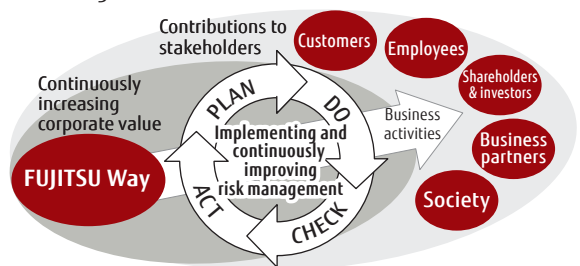 Contributions to
stakeholders
Customers
Employees
Shareholders
& investors
Business
partners
Society
Continuously
increasing
corporate value
FUJITSU Way
PLAN
DO
CHECK
ACT
Implementing and
continuously
improving
risk management
Business
activities